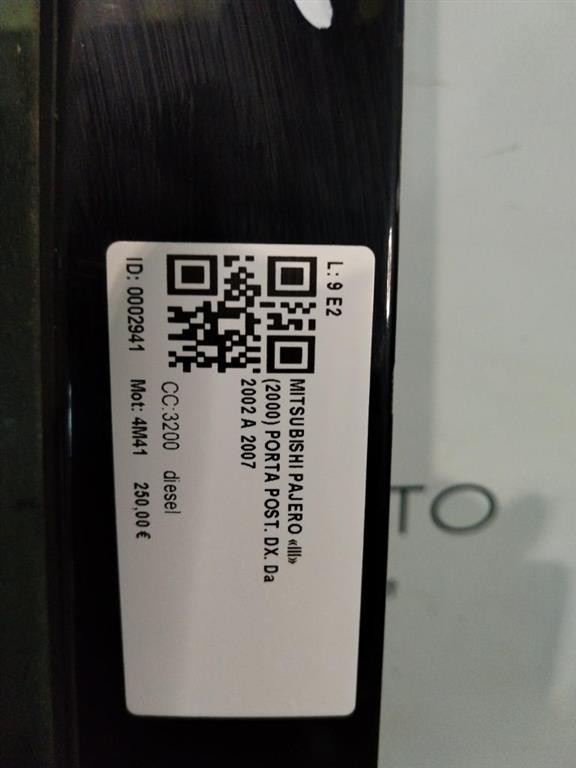 L: 9 E2
MITSUBISHI PAJERO «III»
(2000) PORTA POST. DX. Da
2002 A 2007
CC:3200 diesel
ID: 0002941 Mot: 4M41 250,00 €
TO